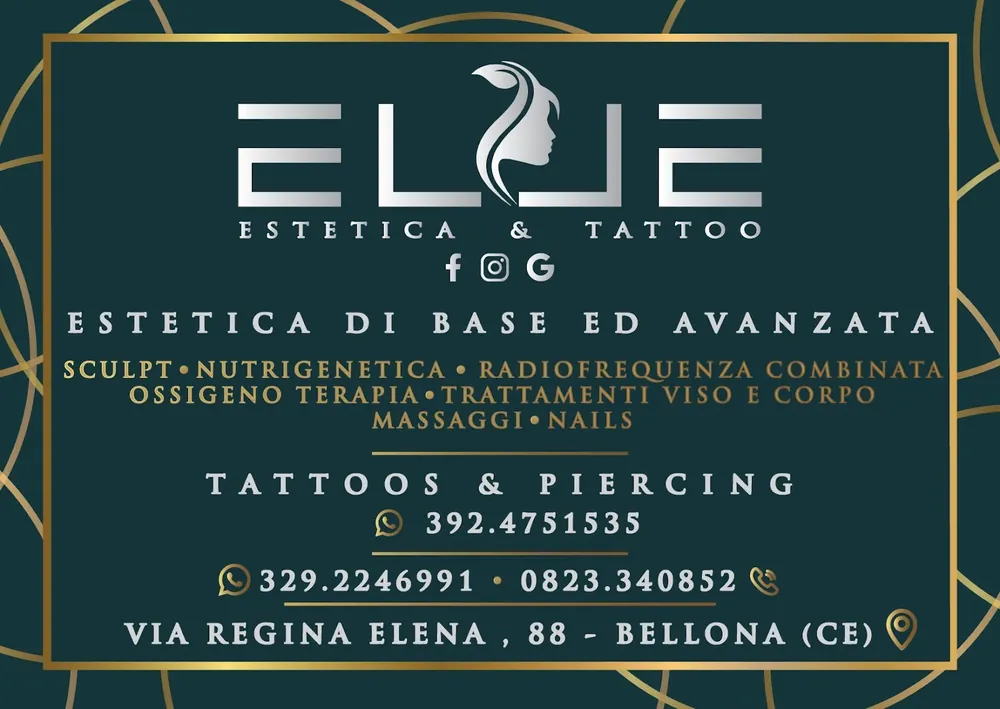 ELLE
ESTETICA & TATTOO
ESTETICA DI BASE ED AVANZATA
SCULPT • NUTRIGENETICA • RADIOFREQUENZA COMBINATA
OSSIGENO TERAPIA • TRATTAMENTI VISO E CORPO
MASSAGGI • NAILS
TATTOOS & PIERCING
392.4751535
329.2246991 • 0823.340852
VIA REGINA ELENA , 88 - BELLONA (CE)